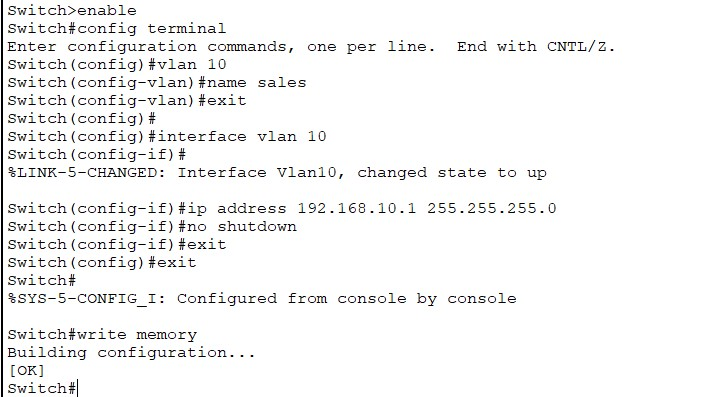 Switch>enable
Switch#config terminal
Enter configuration commands, one per line.  End with CNTL/Z.
Switch(config)#vlan 10
Switch(config-vlan)#name sales
Switch(config-vlan)#exit
Switch(config)#
Switch(config)#interface vlan 10
Switch(config-if)#
%LINK-5-CHANGED: Interface Vlan10, changed state to up
Switch(config-if)#ip address 192.168.10.1 255.255.255.0
Switch(config-if)#no shutdown
Switch(config-if)#exit
Switch(config)#exit
Switch#
%SYS-5-CONFIG_I: Configured from console by console
Switch#write memory
Building configuration...
[OK]
Switch#